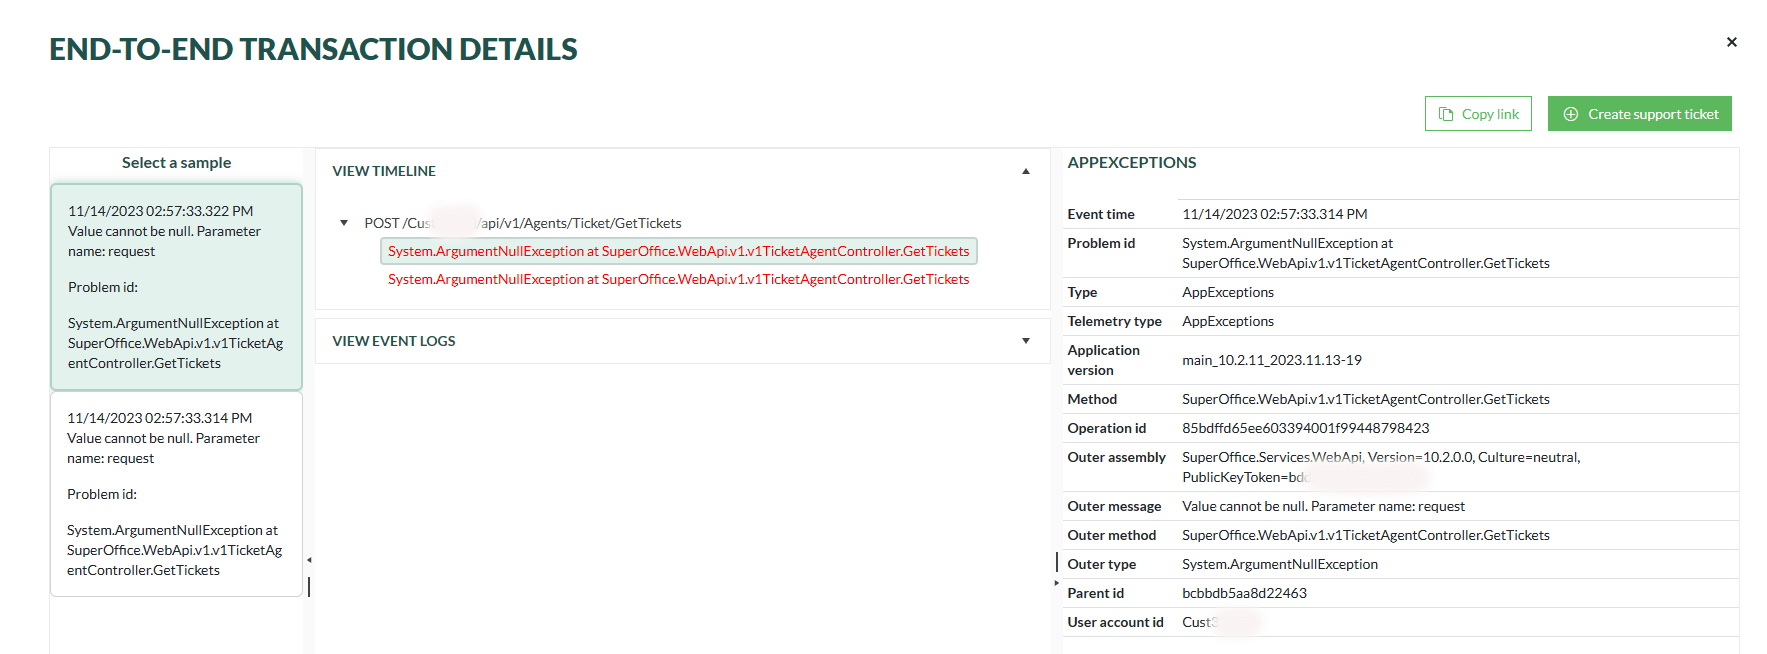 END-TO-END TRANSACTION DETAILS
Copy link
Create support ticket
Select a sample
11/14/2023 02:57:33.322 PM
Value cannot be null. Parameter
name: request
Problem id:
System.ArgumentNullException at
SuperOffice.WebApi.v1.v1TicketAg
entController.GetTickets
11/14/2023 02:57:33.314 PM
Value cannot be null. Parameter
name: request
Problem id:
System.ArgumentNullException at
SuperOffice.WebApi.v1.v1TicketAg
entController.GetTickets
VIEW TIMELINE
POST /Cus /api/v1/Agents/Ticket/GetTickets
System.ArgumentNullException at SuperOffice.WebApi.v1.v1TicketAgentController.GetTickets
System.ArgumentNullException at SuperOffice.WebApi.v1.v1TicketAgentController.GetTickets
VIEW EVENT LOGS
APPEXCEPTIONS
Event time 11/14/2023 02:57:33.314 PM
Problem id System.ArgumentNullException at
SuperOffice.WebApi.v1.v1TicketAgentController.GetTickets
Type AppExceptions
Telemetry type AppExceptions
Application
version main_10.2.11_2023.11.13-19
Method SuperOffice.WebApi.v1.v1TicketAgentController.GetTickets
Operation id 85bdffd65ee603394001f99448798423
Outer assembly SuperOffice.Services.WebApi, Version=10.2.0.0, Culture=neutral,
PublicKeyToken=bd
Outer message Value cannot be null. Parameter name: request
Outer method SuperOffice.WebApi.v1.v1TicketAgentController.GetTickets
Outer type System.ArgumentNullException
Parent id bcbbdb5aa8d22463
User account id Cust